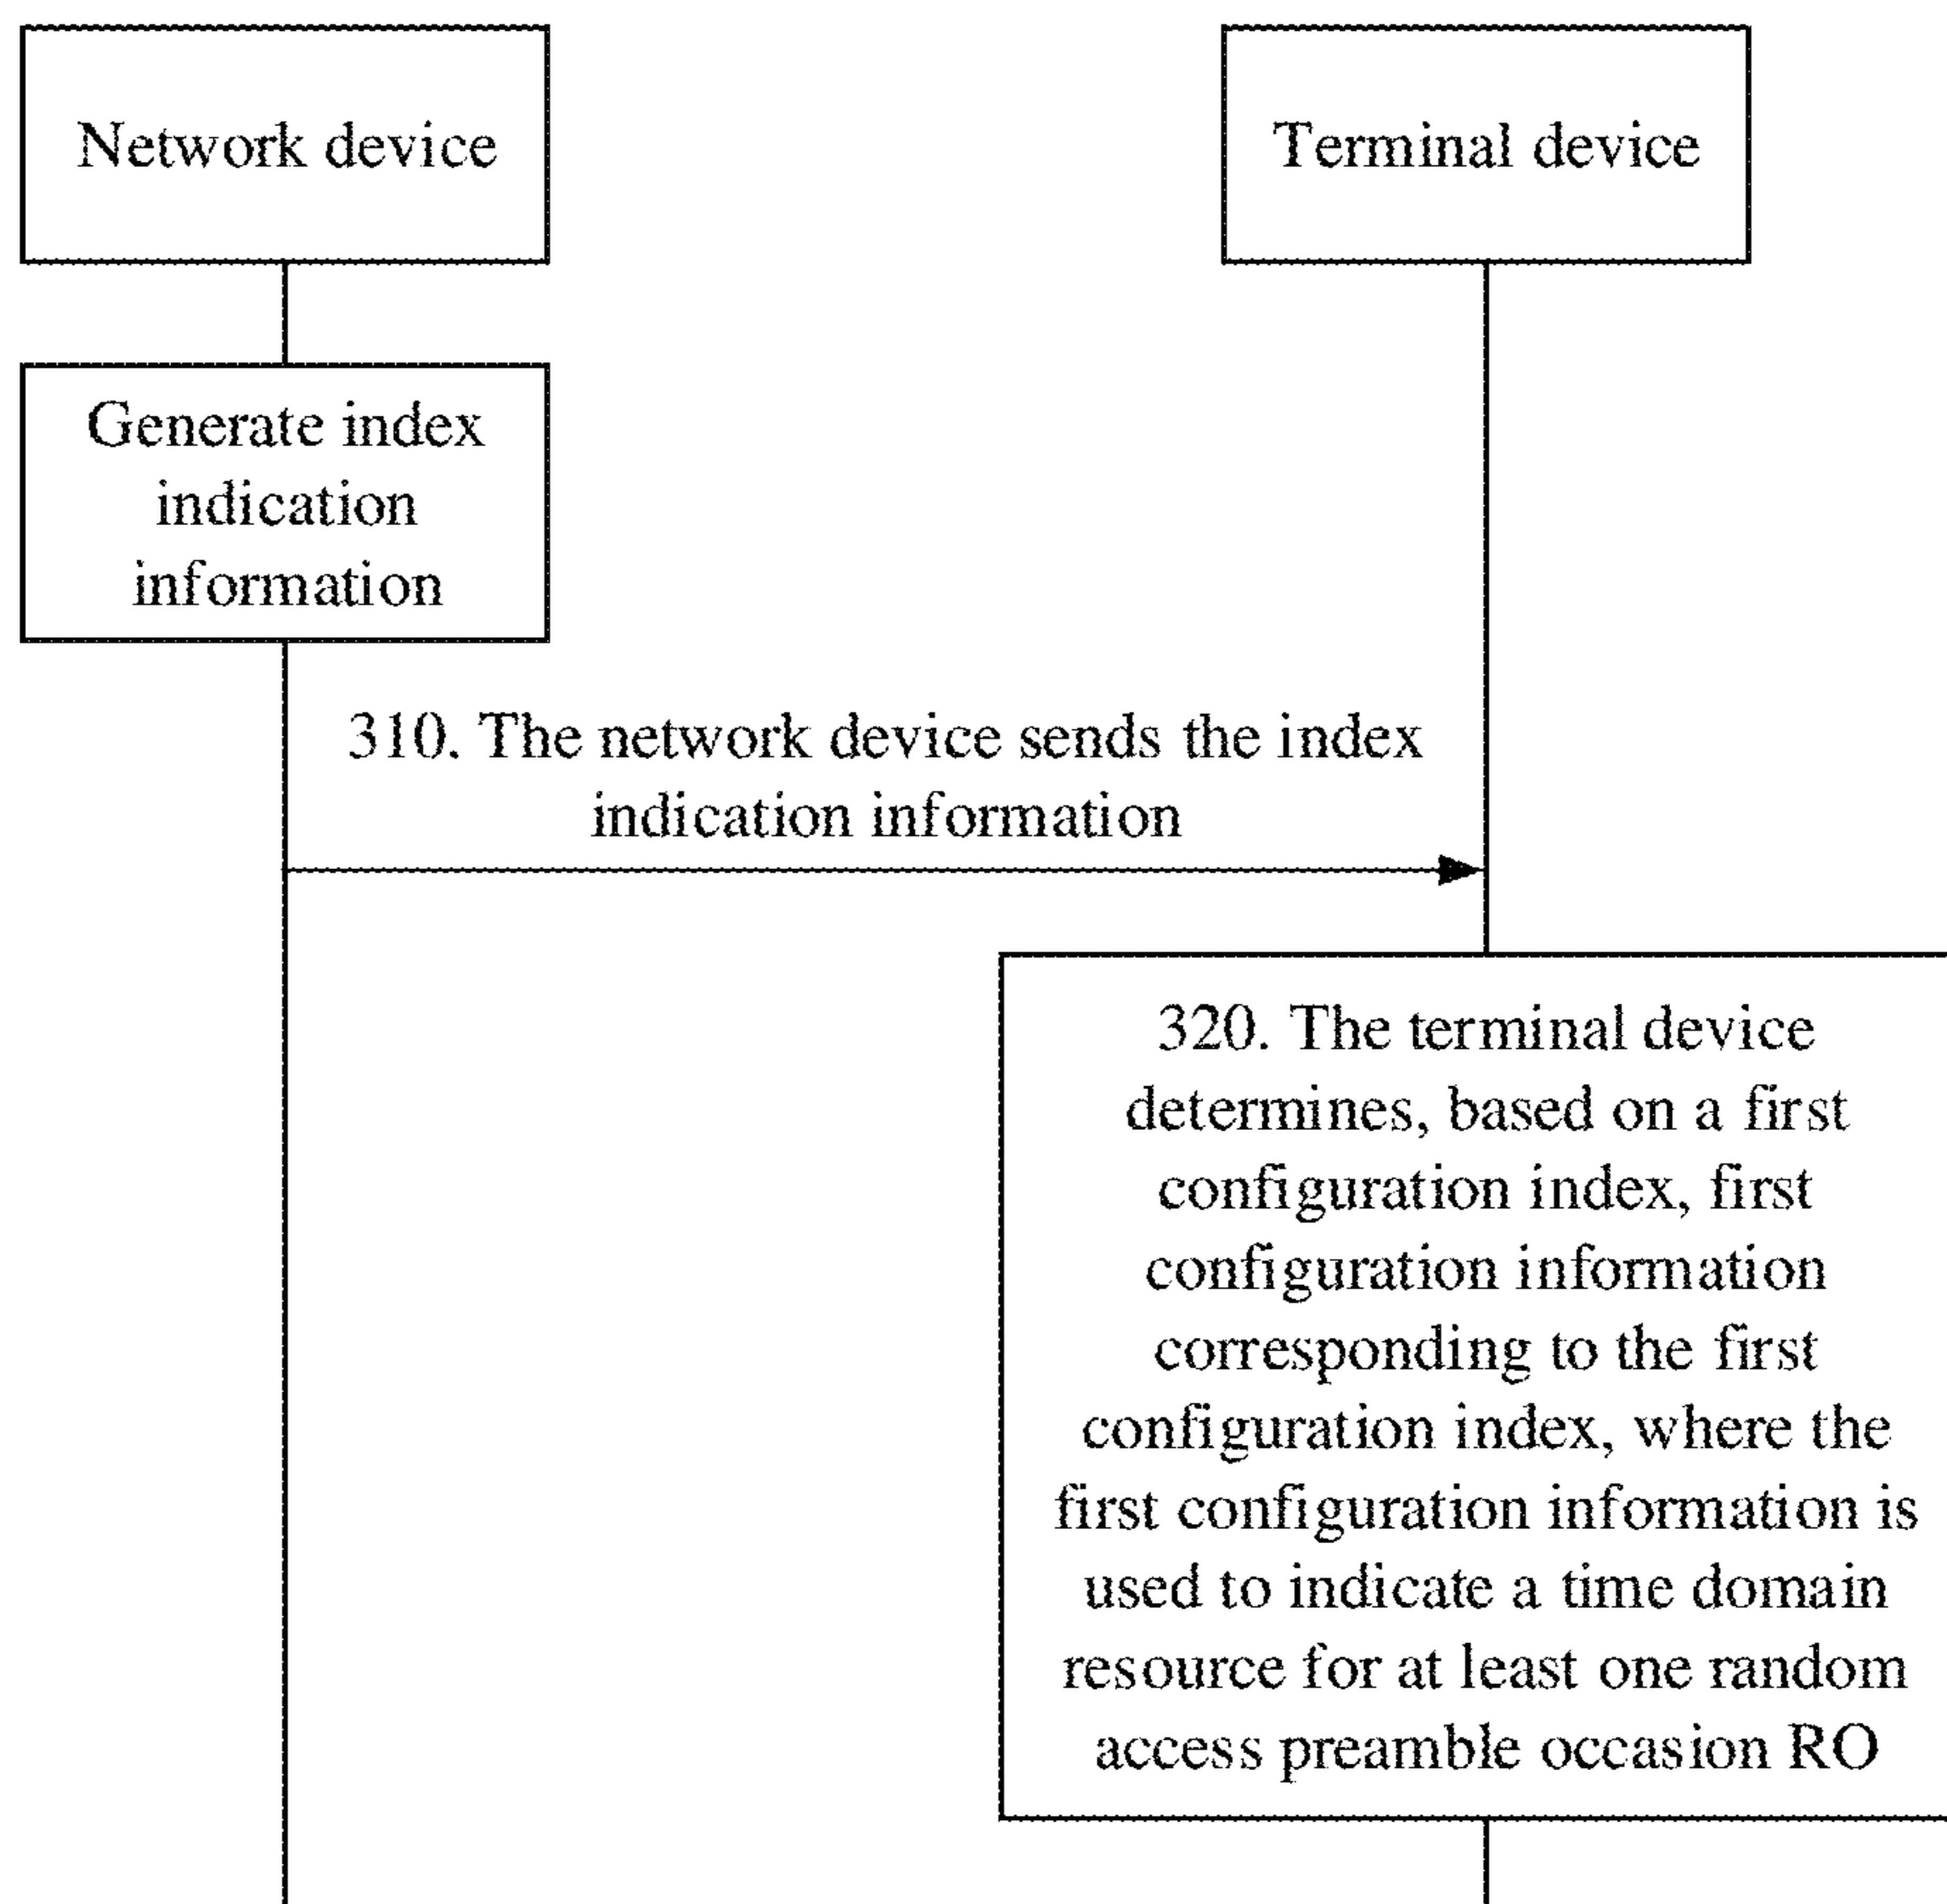 Network device
Terminal device
Generate index
indication
information
310. The network device sends the index
indication information
320. The terminal device
determines, based on a first
configuration index, first
configuration information
corresponding to the first
configuration index, where the
first configuration information is
used to indicate a time domain
resource for at least one random
access preamble occasion RO